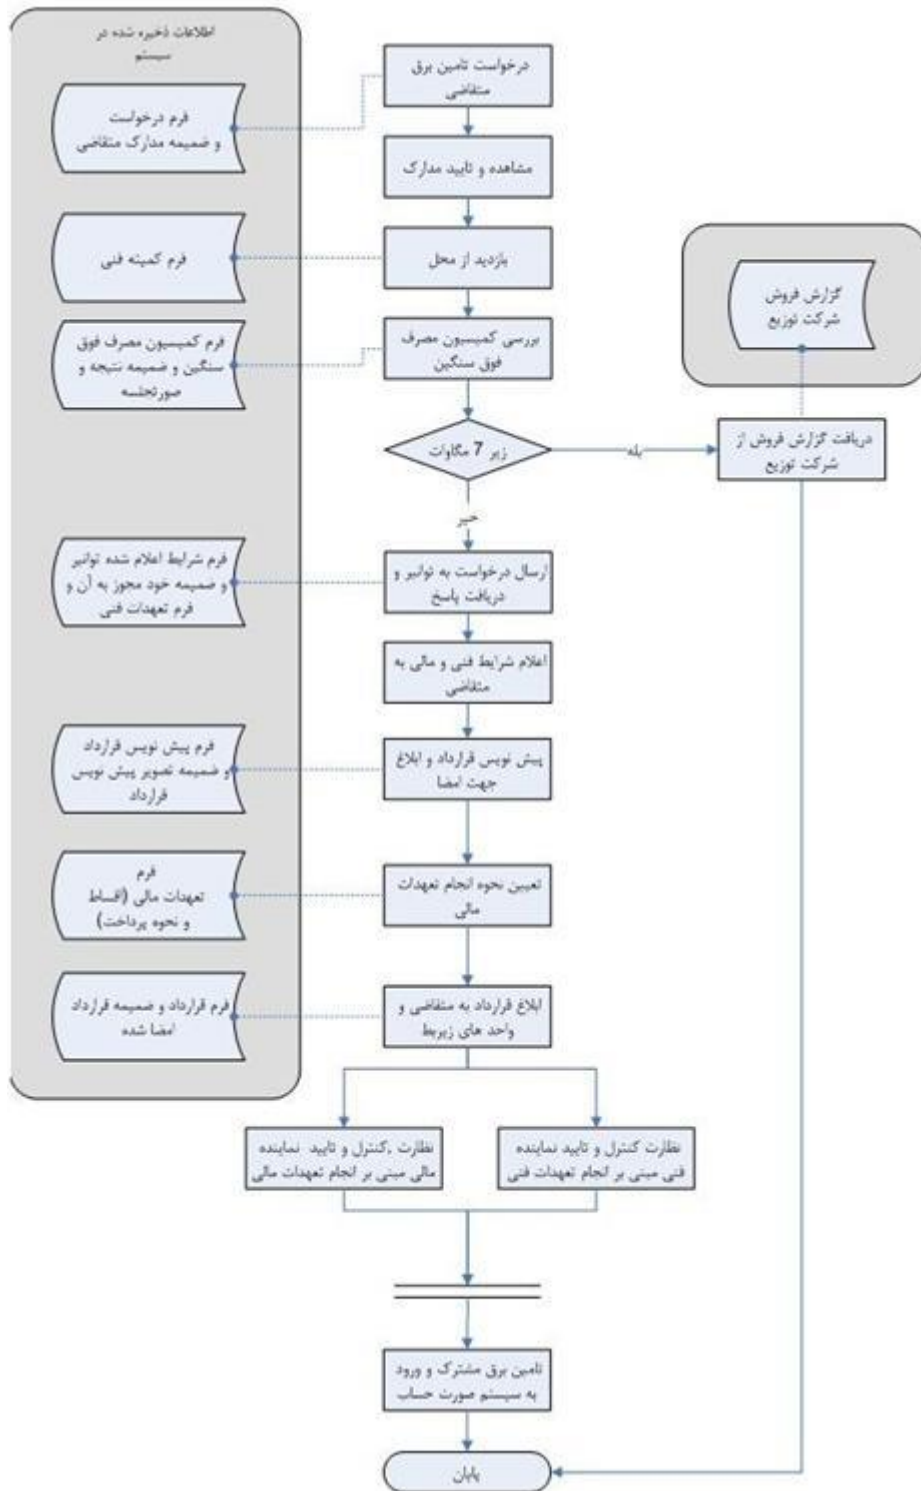 اطلاعات ذخیره شده در
سیستم
درخواست تامین برق
متقاضی
فرم درخواست
و ضمیمه مدارک متقاضی
مشاهده و تایید مدارک
بازدید از محل
فرم کمیته فنی
گزارش فروش
شرکت توزیع
بررسی کمیسیون مصرف
فوق سنگین
فرم کمیسیون مصرف فوق
سنگین و ضمیمه نتیجه و
صورتجلسه
زیر 7 مگاوات
بله
دریافت گزارش فروش از
شرکت توزیع
خیر
ارسال درخواست به توانیر و
دریافت پاسخ
فرم شرایط اعلام شده توانیر
و ضمیمه خود مجوز به آن و
فرم تعهدات فنی
اعلام شرایط فنی و مالی به
متقاضی
پیش نویس قرارداد و ابلاغ
جهت امضا
فرم پیش نویس قرارداد
و ضمیمه تصویر پیش نویس
قرارداد
تعیین نحوه انجام تعهدات
مالی
فرم
تعهدات مالی (اقساط
و نحوه پرداخت)
ابلاغ قرارداد به متقاضی و
واحد های زیربط
فرم قرارداد و ضمیمه قرارداد
امضا شده
نظارت کنترل و تایید نماینده
فنی مبنی بر انجام تعهدات فنی
نظارت ,کنترل و تایید نماینده
مالی مبنی بر انجام تعهدات مالی
تامین برق مشترک و ورود
به سیستم صورت حساب
پایان